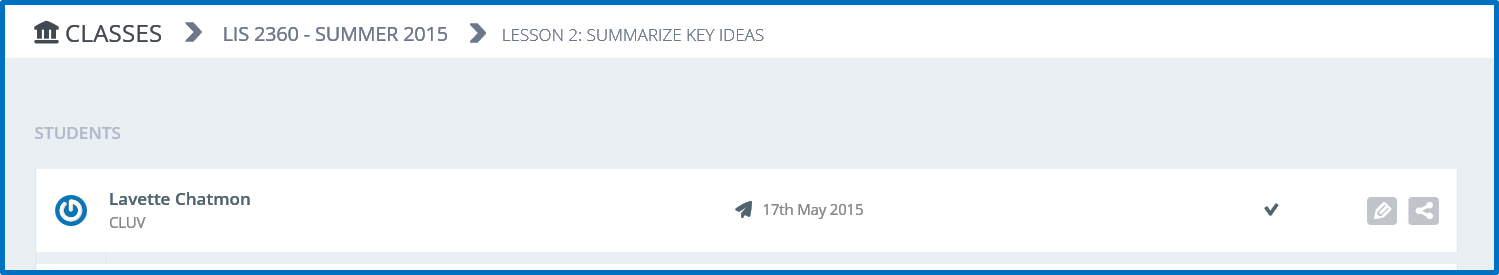 CLASSES LIS 2360 - SUMMER 2015 LESSON 2: SUMMARIZE KEY IDEAS
STUDENTS
Lavette Chatmon
CLUV
17th May 2015